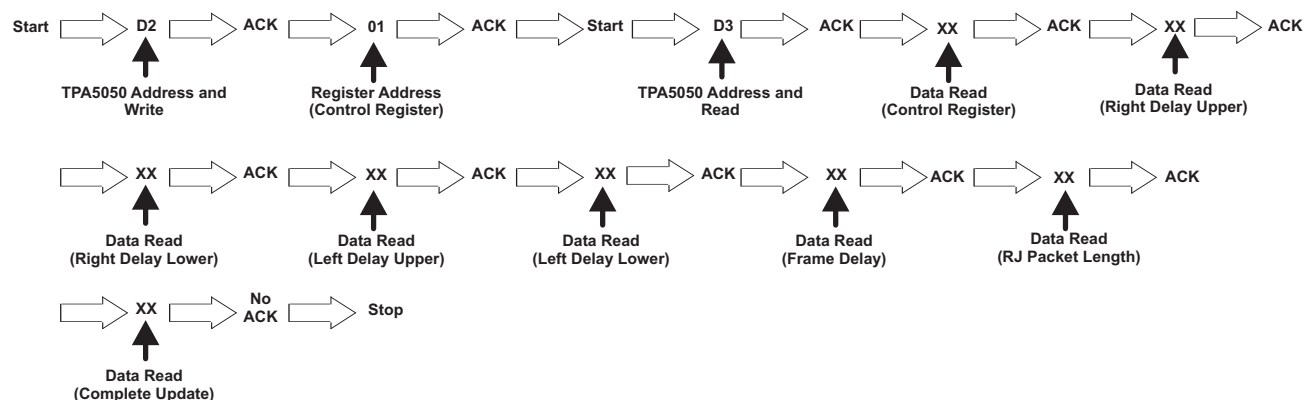 Start D2 ACK 01 ACK Start D3 ACK XX ACK XX ACK
TPA5050 Address and
Write
Register Address
(Control Register)
TPA5050 Address and
Read
Data Read
(Control Register)
Data Read
(Right Delay Upper)
XX ACK XX ACK XX ACK XX ACK XX ACK
Data Read
(Right Delay Lower)
Data Read
(Left Delay Upper)
Data Read
(Left Delay Lower)
Data Read
(Frame Delay)
Data Read
(RJ Packet Length)
XX No
ACK Stop
Data Read
(Complete Update)